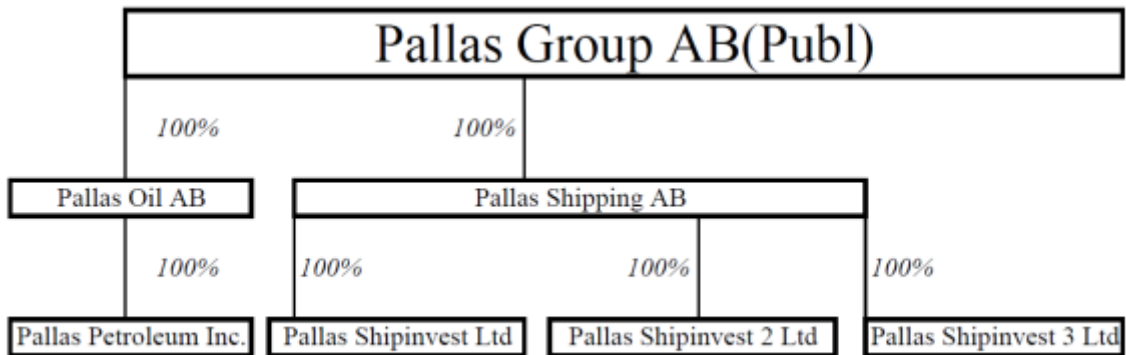 Pallas Group AB(Publ)
100% 100%
Pallas Oil AB Pallas Shipping AB
100% 100% 100% 100%
Pallas Petroleum Inc. Pallas Shipinvest Ltd Pallas Shipinvest 2 Ltd Pallas Shipinvest 3 Ltd